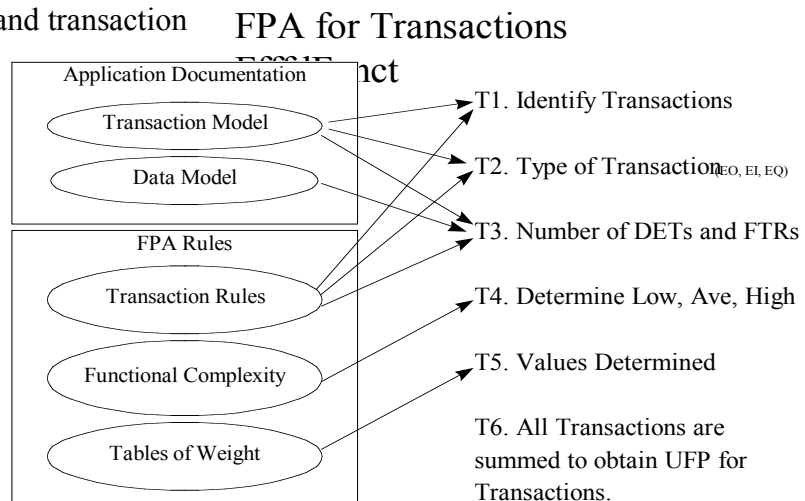 and transaction
FPA for Transactions
Application Documentation
Transaction Model
Data Model
FPA Rules
Transaction Rules
Functional Complexity
Tables of Weight
T1. Identify Transactions
T2. Type of Transaction (EO, EI, EQ)
T3. Number of DETs and FTRs
T4. Determine Low, Ave, High
T5. Values Determined
T6. All Transactions are
summed to obtain UFP for
Transactions.